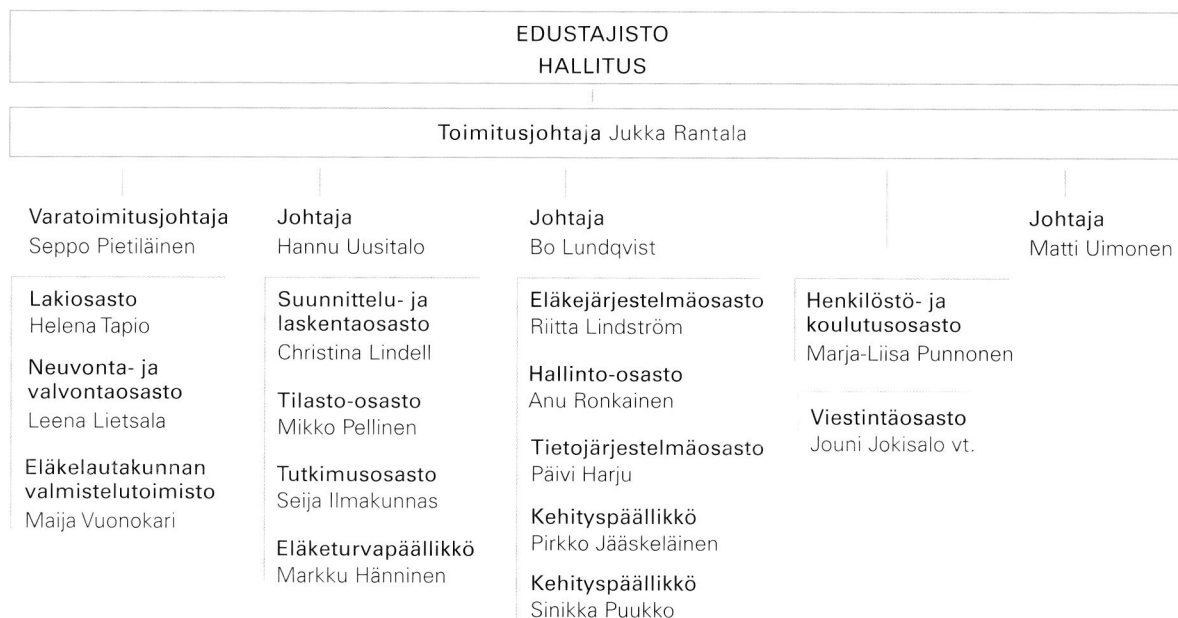 EDUSTAJISTO
HALLITUS
Toimitusjohtaja Jukka Rantala
Varatoimitusjohtaja
Seppo Pietiläinen
Lakiosasto
Helena Tapio
Neuvonta- ja
valvontaosasto
Leena Lietsala
Eläkelautakunnan
valmistelutoimisto
Maija Vuonokari
Johtaja
Hannu Uusitalo
Suunnittelu- ja
laskentaosasto
Christina Lindell
Tilasto-osasto
Mikko Pellinen
Tutkimusosasto
Seija Ilmakunnas
Eläketurvapäällikkö
Markku Hänninen
Johtaja
Bo Lundqvist
Eläkejärjestelmäosasto
Riitta Lindström
Hallinto-osasto
Anu Ronkainen
Tietojärjestelmäosasto
Päivi Harju
Kehityspäällikkö
Pirkko Jääskeläinen
Kehityspäällikkö
Sinikka Puukko
Henkilöstö- ja
koulutusosasto
Marja-Liisa Punnonen
Viestintäosasto
Jouni Jokisalo vt.
Johtaja
Matti Uimonen